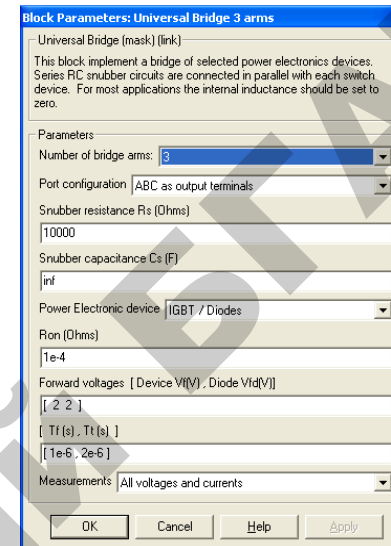 Block Parameters: Universal Bridge 3 arms
Universal Bridge (mask) (link)
This block implement a bridge of selected power electronics devices.
Series RC snubber circuits are connected in parallel with each switch
device. For most applications the internal inductance should be set to
zero.
Parameters
Number of bridge arms: 3
Port configuration ABC as output terminals
Snubber resistance Rs (Ohms)
10000
Snubber capacitance Cs (F)
inf
Power Electronic device IGBT / Diodes
Ron (Ohms)
1e-4
Forward voltages [ Device Vf(V) , Diode Vfd(V)]
[ 2 2 ]
[ Tf (s) , Tt (s) ]
[ 1e-6 , 2e-6 ]
Measurements All voltages and currents
OK Cancel Help Apply